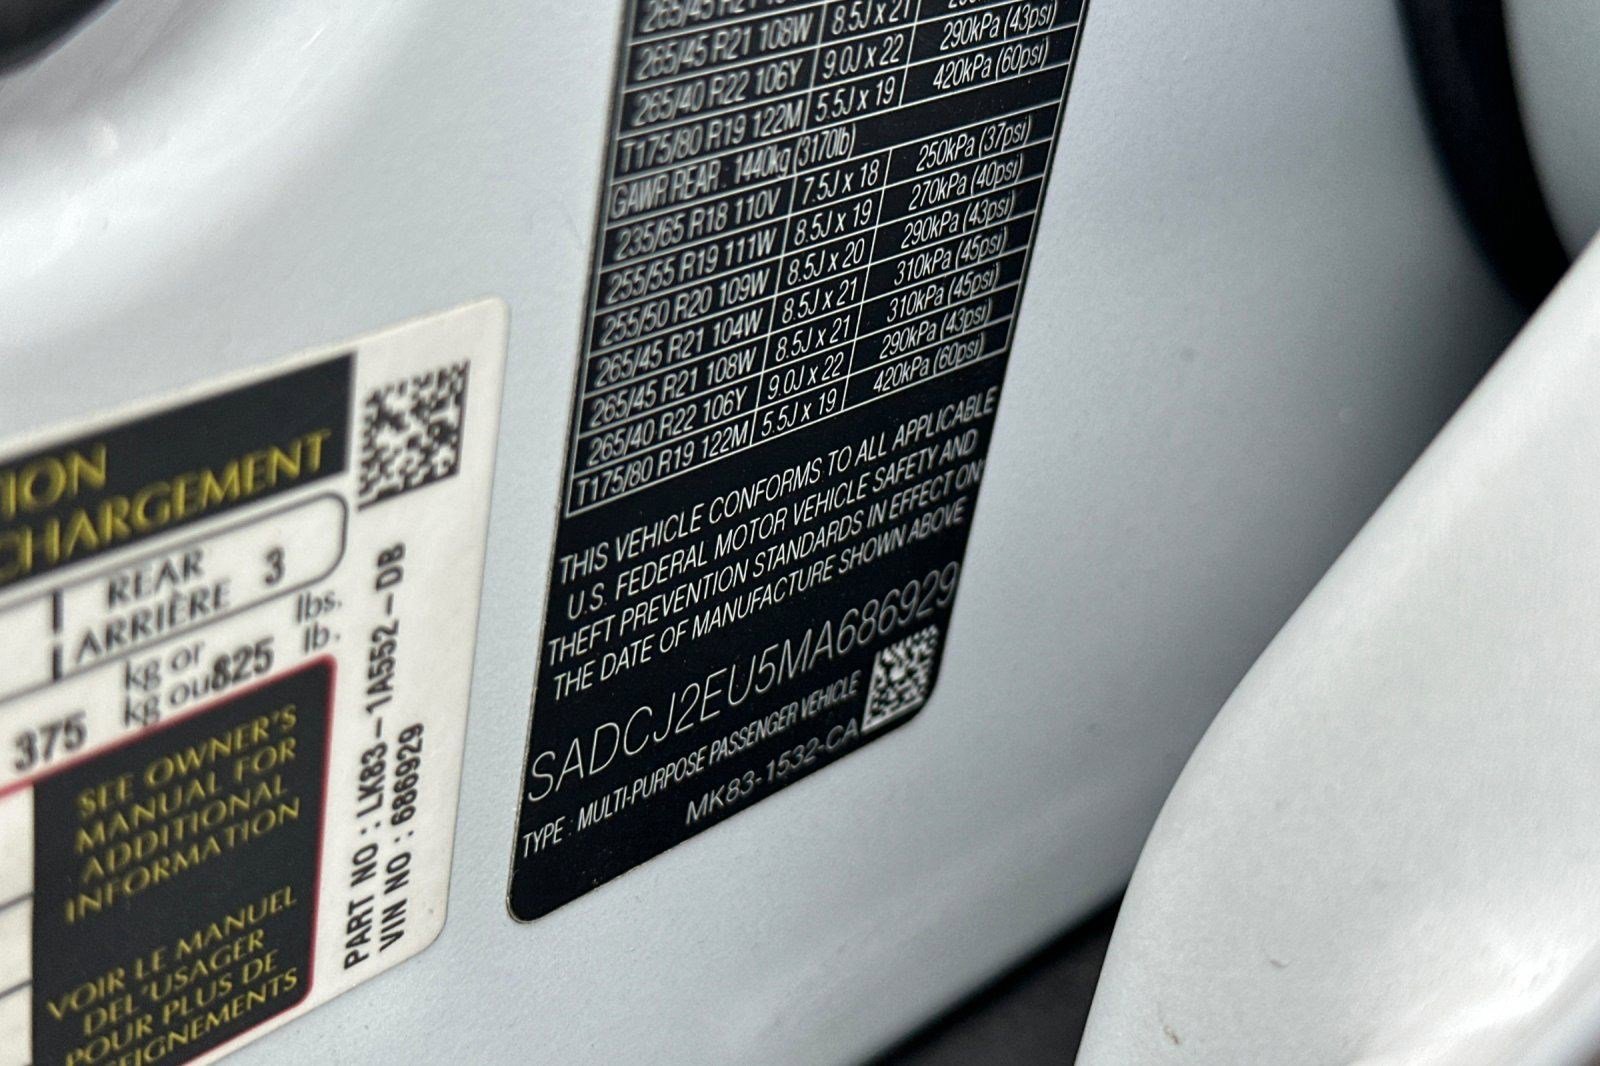 265/45 R21
265/45 R21 108W 8.5J x 21
265/40 R22 106Y 9.0J x 22 290kPa (43psi)
T175/80 R19 122M 5.5J x 19 420kPa (60psi)
GAWR REAR : 1440kg (3170lb)
235/65 R18 110V 7.5J x 18 250kPa (37psi)
255/55 R19 111W 8.5J x 19 270kPa (40psi)
255/50 R20 109W 8.5J x 20 290kPa (43psi)
265/45 R21 104W 8.5J x 21 310kPa (45psi)
265/45 R21 108W 8.5J x 21 310kPa (45psi)
265/40 R22 106Y 9.0J x 22 290kPa (43psi)
T175/80 R19 122M 5.5J x 19 420kPa (60psi)
THIS VEHICLE CONFORMS TO ALL APPLICABLE
U.S. FEDERAL MOTOR VEHICLE SAFETY AND
THEFT PREVENTION STANDARDS IN EFFECT ON
THE DATE OF MANUFACTURE SHOWN ABOVE
SADCJ2EU5MA686929
TYPE : MULTI-PURPOSE PASSENGER VEHICLE
MK83-1532-CA
TION
CHARGEMENT
REAR
ARRIÈRE 3
kg or lbs.
kg ou 825 lb.
375
SEE OWNER'S
MANUAL FOR
ADDITIONAL
INFORMATION
VOIR LE MANUEL
DEL'USAGER
POUR PLUS DE
SEIGNEMENTS
PART NO : LK83-1A552-DB
VIN NO : 686929